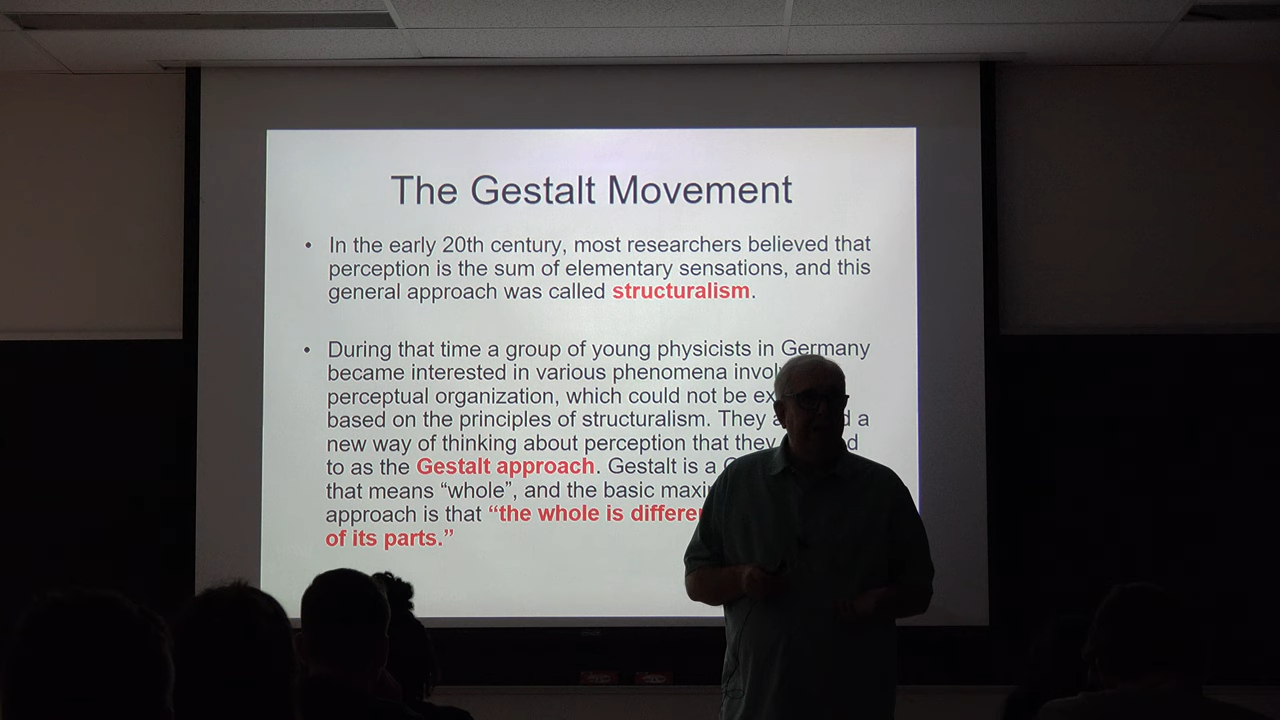 The Gestalt Movement
• In the early 20th century, most researchers believed that
perception is the sum of elementary sensations, and this
general approach was called structuralism.
• During that time a group of young physicists in Germany
became interested in various phenomena
perceptual organization, which could not be
based on the principles of structuralism. They a
new way of thinking about perception that they
to as the Gestalt approach. Gestalt is a
that means “whole”, and the basic
approach is that “the whole is
of its parts.”